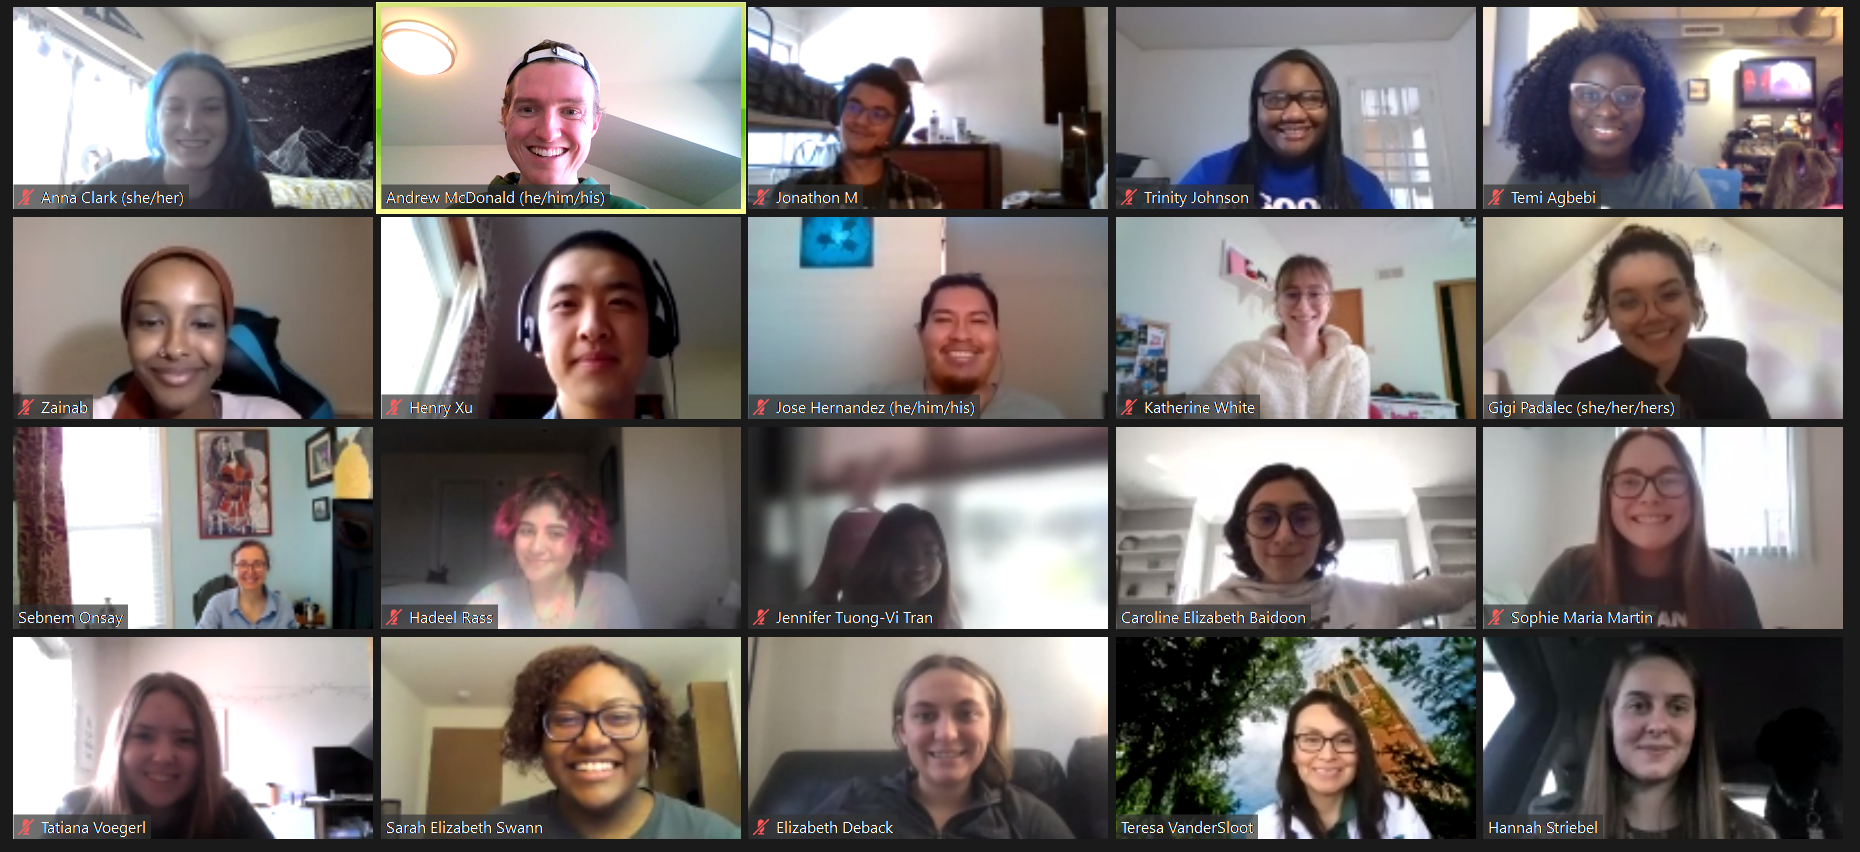 Anna Clark (she/her)
Andrew McDonald (he/him/his)
Jonathon M
Trinity Johnson
Temi Agbebi
Zainab
Henry Xu
Jose Hernandez (he/him/his)
Katherine White
Gigi Padalec (she/her/hers)
Sebnem Onsay
Hadeel Rass
Jennifer Tuong-Vi Tran
Caroline Elizabeth Baidoon
Sophie Maria Martin
Tatiana Voegerl
Sarah Elizabeth Swann
Elizabeth Deback
Teresa VanderSloot
Hannah Striebel